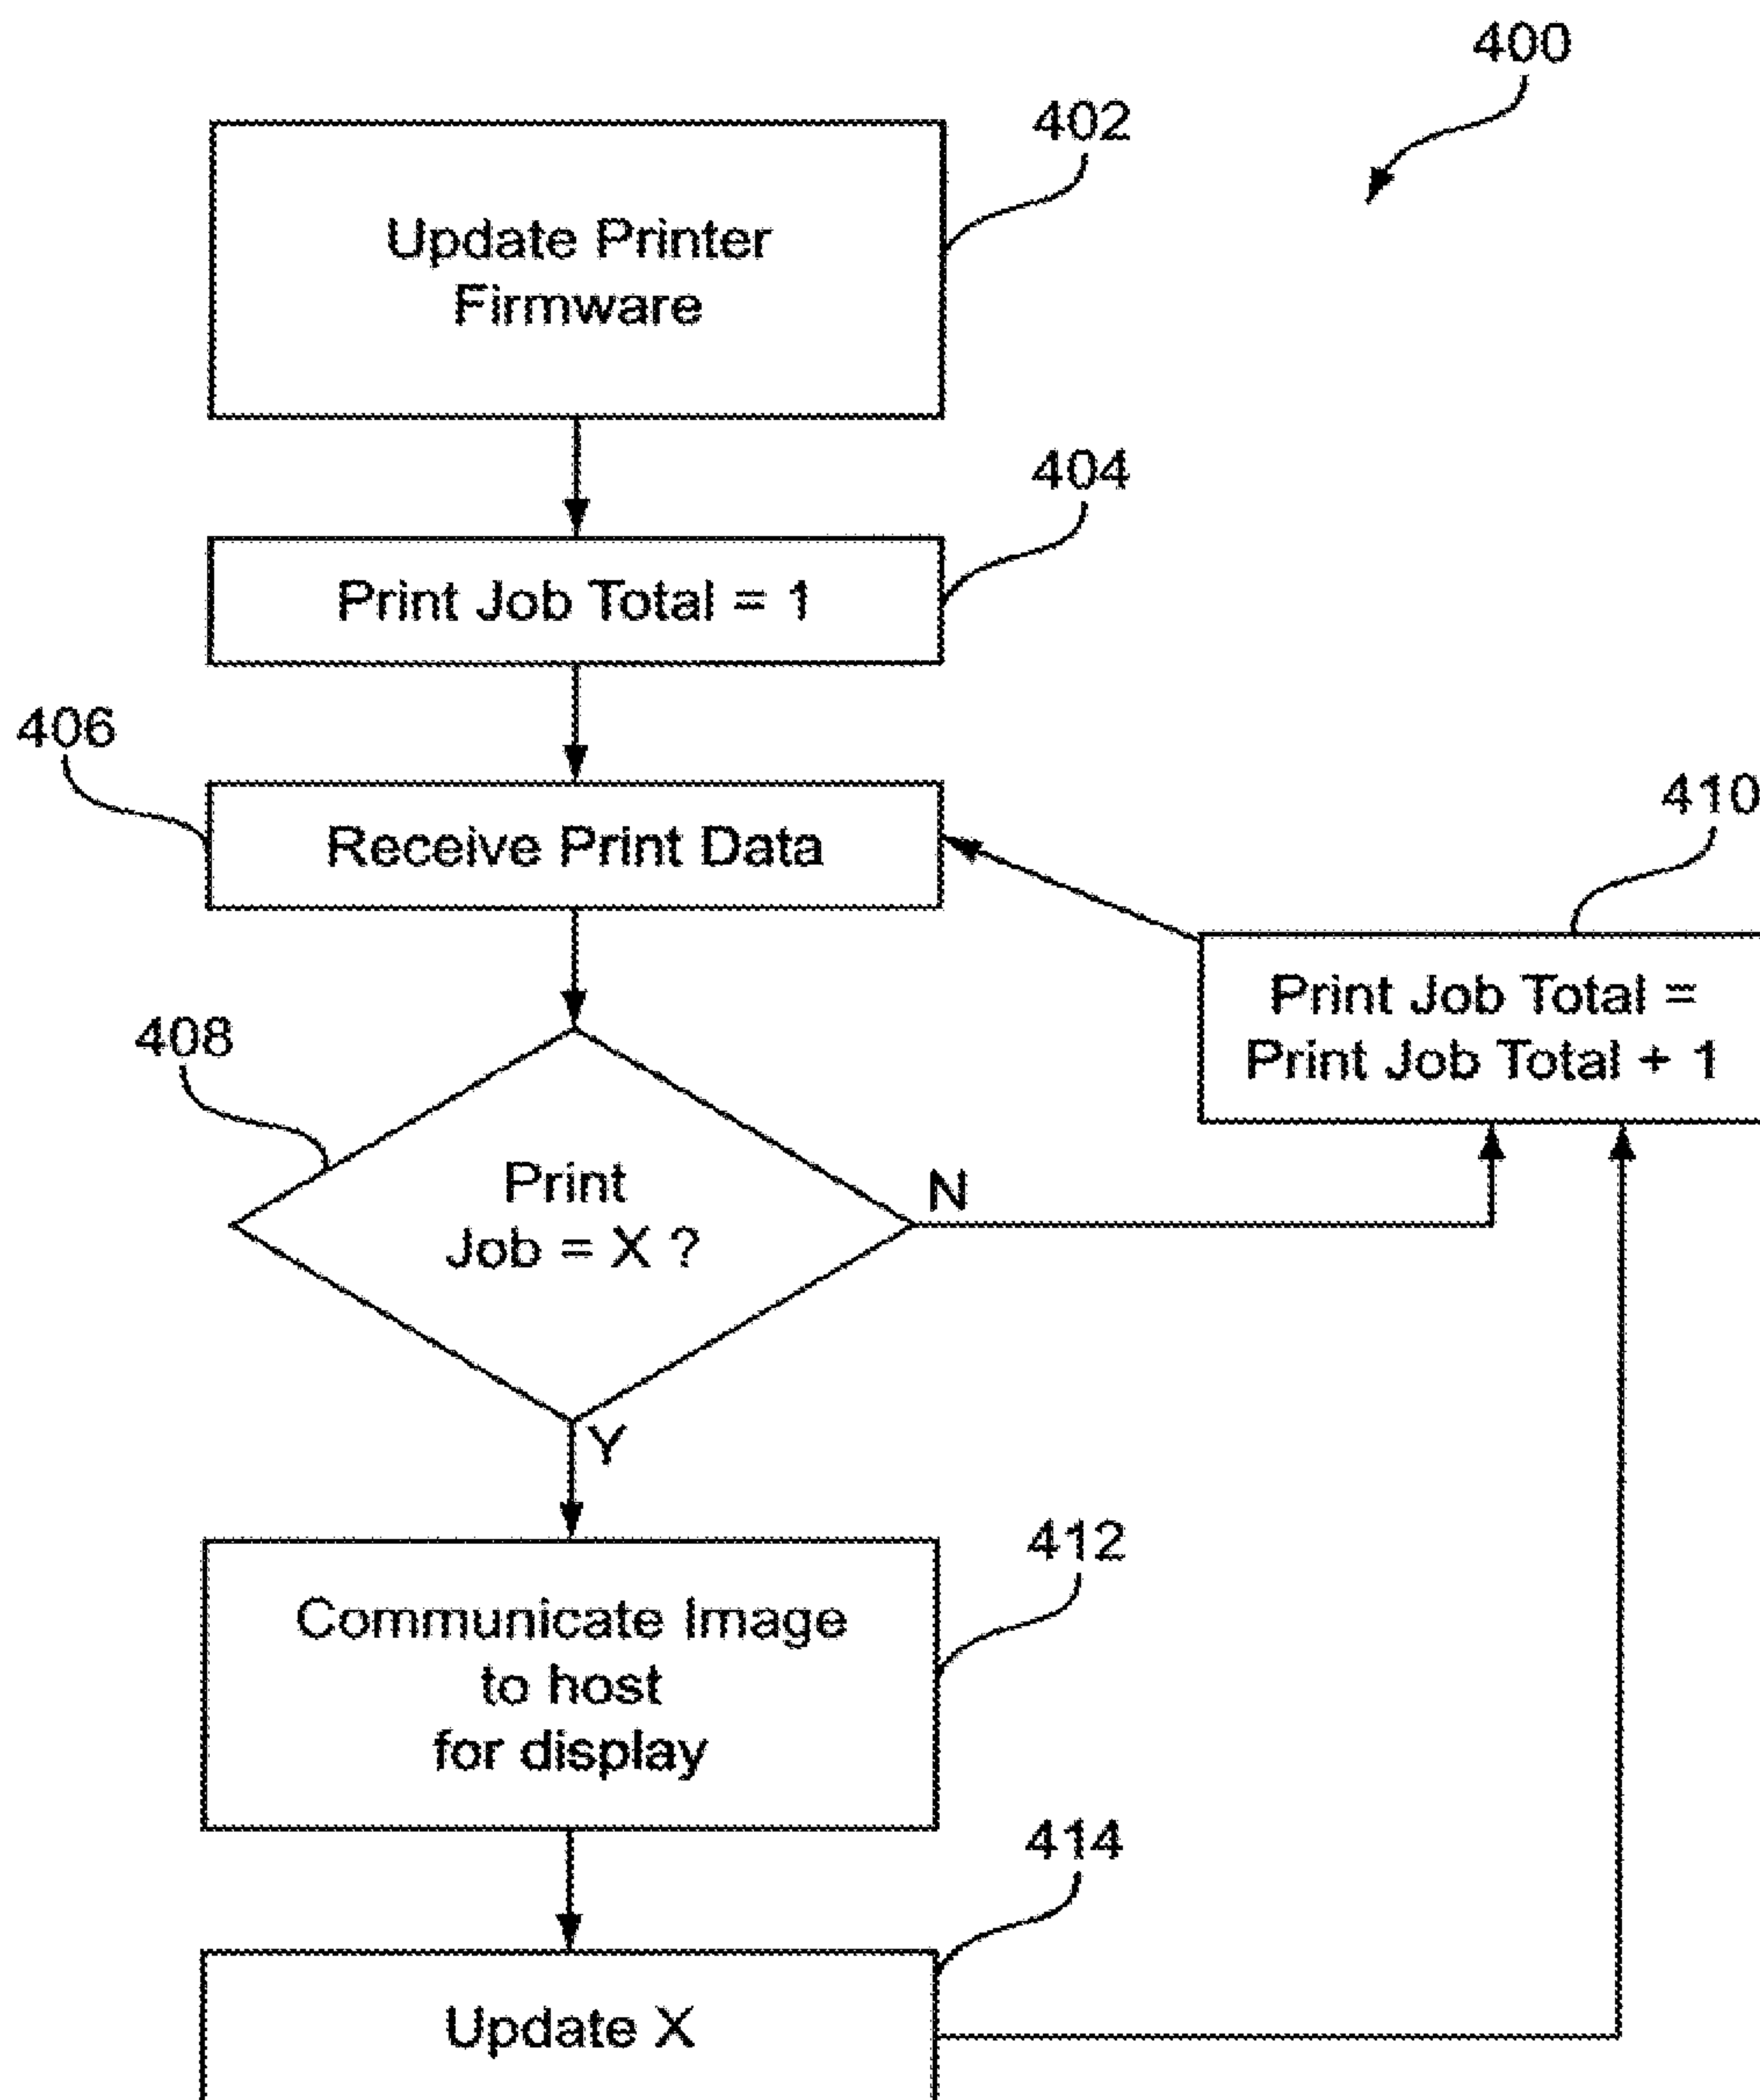 400
402
Update Printer
Firmware
404
Print Job Total = 1
406
Receive Print Data
410
Print Job Total =
Print Job Total + 1
408
Print
Job = X ?
N
Y
412
Communicate Image
to host
for display
414
Update X